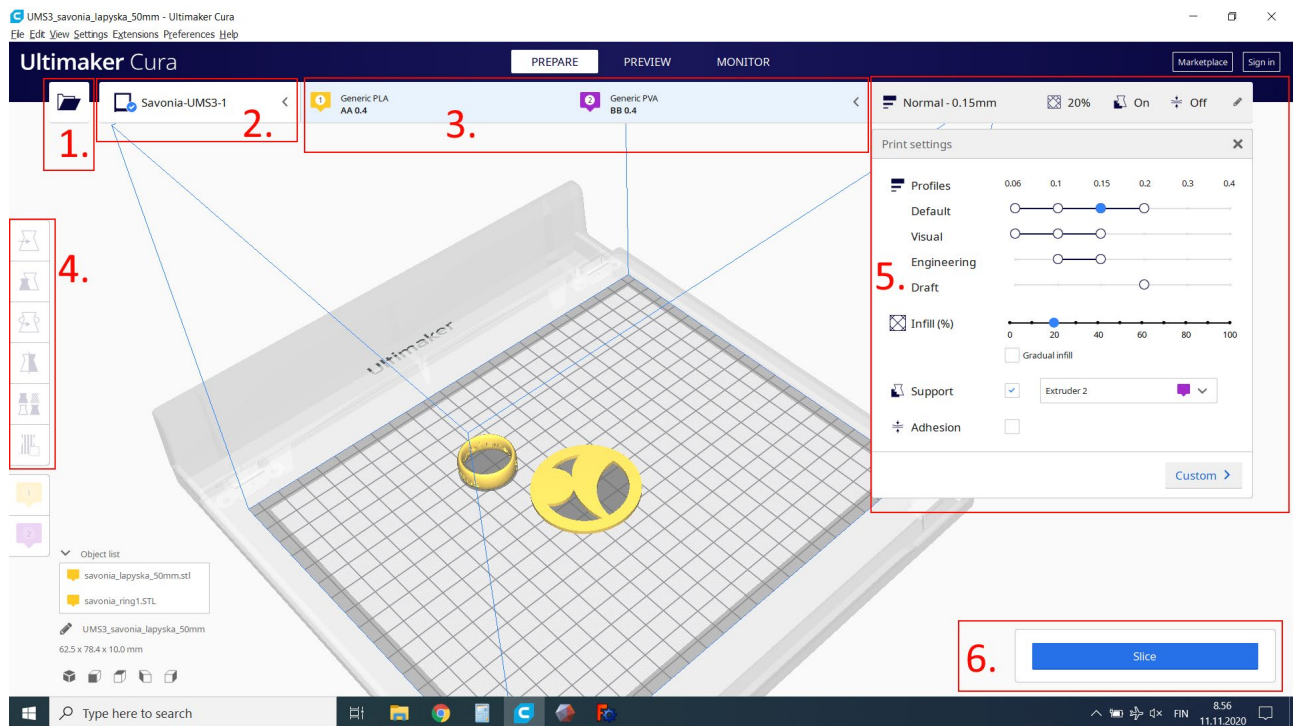 UMS3_savonia_lapyska_50mm - Ultimaker Cura
File Edit View Settings Extensions Preferences Help
Ultimaker Cura
PREPARE PREVIEW MONITOR
Marketplace Sign in
1.
Savonia-UMS3-1
2.
1 Generic PLA
AA 0.4
2 Generic PVA
BB 0.4
3.
Normal - 0.15mm 20% On Off
Print settings
Profiles 0.06 0.1 0.15 0.2 0.3 0.4
Default
Visual
Engineering
5.
Draft
Infill (%)
0 20 40 60 80 100
Gradual infill
Support Extruder 2
Adhesion
Custom
4.
1
2
Ultimaker
Object list
savonia_lapyska_50mm.stl
savonia_ring1.STL
UMS3_savonia_lapyska_50mm
62.5 x 78.4 x 10.0 mm
6.
Slice
Type here to search
FIN
8.56
11.11.2020